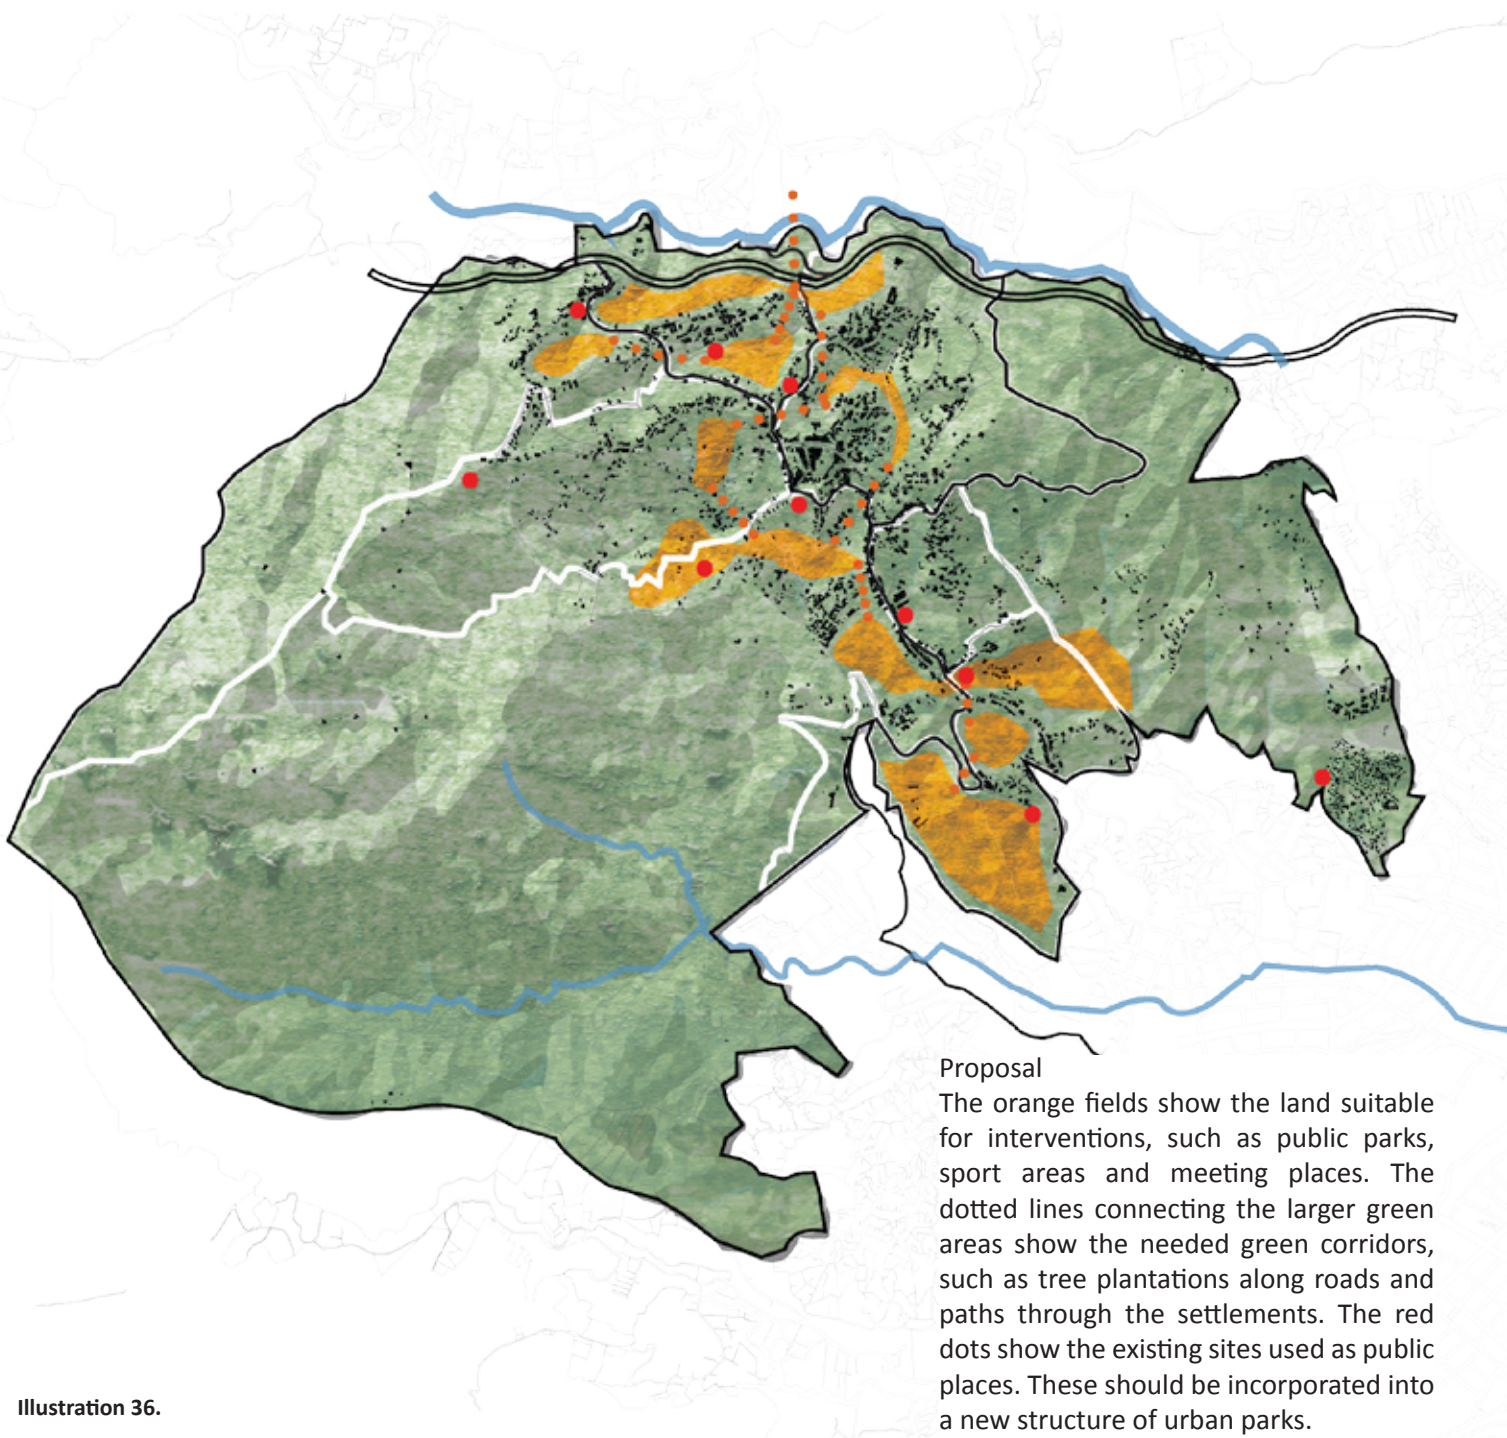 Proposal
The orange fields show the land suitable
for interventions, such as public parks,
sport areas and meeting places. The
dotted lines connecting the larger green
areas show the needed green corridors,
such as tree plantations along roads and
paths through the settlements. The red
dots show the existing sites used as public
places. These should be incorporated into
a new structure of urban parks.
Illustration 36.